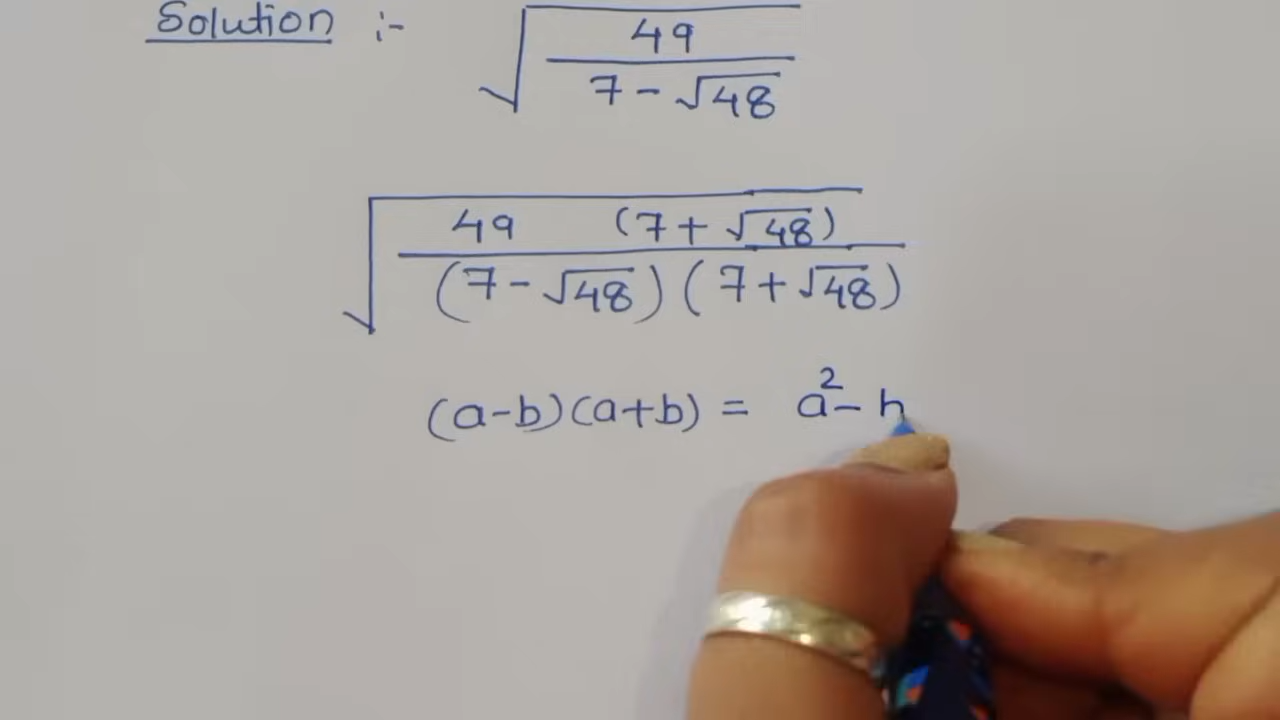 Solution :-
√(49 / (7 - √48))
√(49 (7 + √48) / (7 - √48) (7 + √48))
(a-b)(a+b) = a² - h